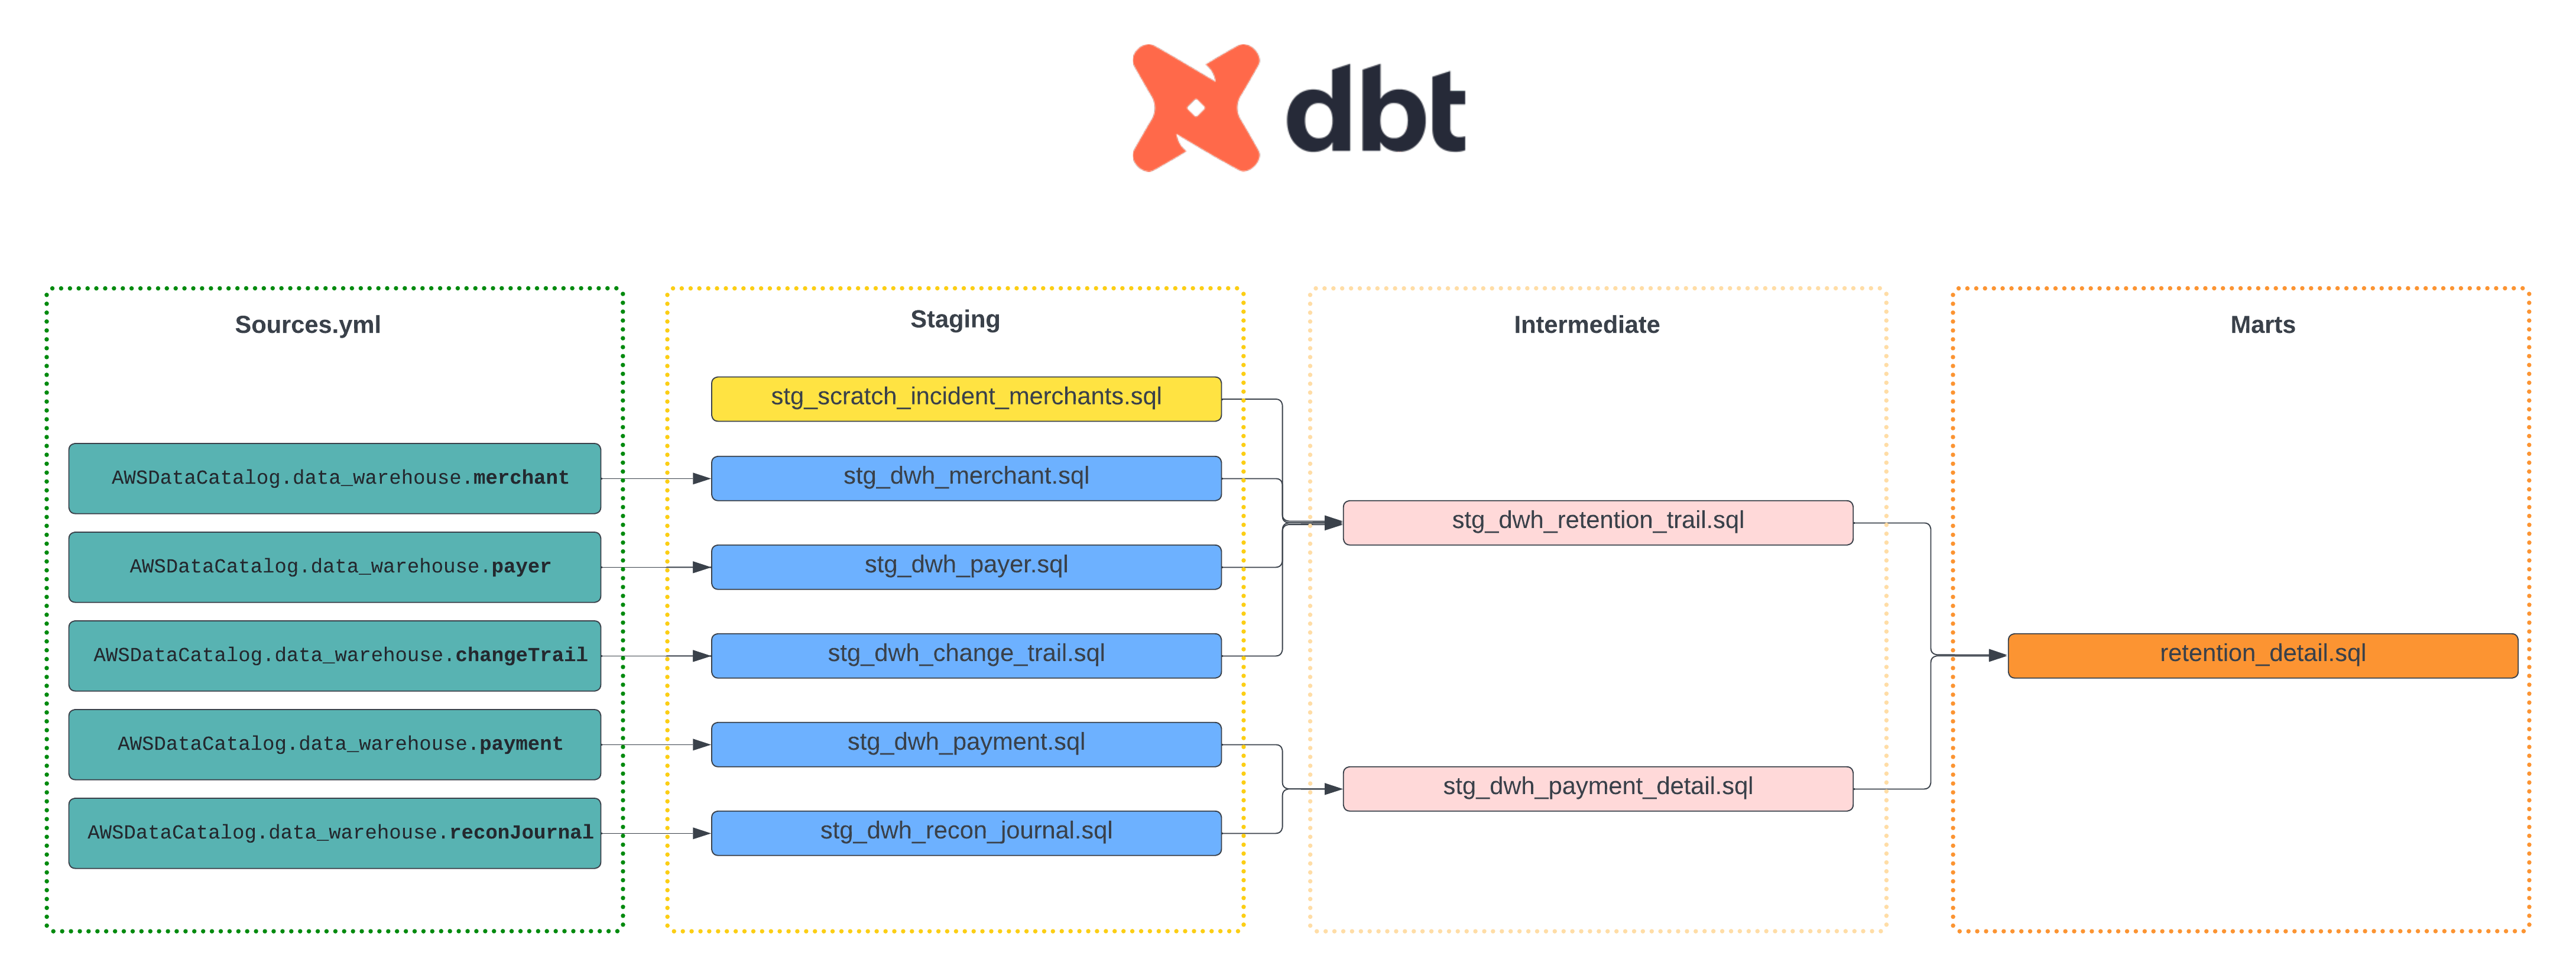 dbt
Sources.yml
AWSDataCatalog.data_warehouse.merchant
AWSDataCatalog.data_warehouse.payer
AWSDataCatalog.data_warehouse.changeTrail
AWSDataCatalog.data_warehouse.payment
AWSDataCatalog.data_warehouse.reconJournal
Staging
stg_scratch_incident_merchants.sql
stg_dwh_merchant.sql
stg_dwh_payer.sql
stg_dwh_change_trail.sql
stg_dwh_payment.sql
stg_dwh_recon_journal.sql
Intermediate
stg_dwh_retention_trail.sql
stg_dwh_payment_detail.sql
Marts
retention_detail.sql